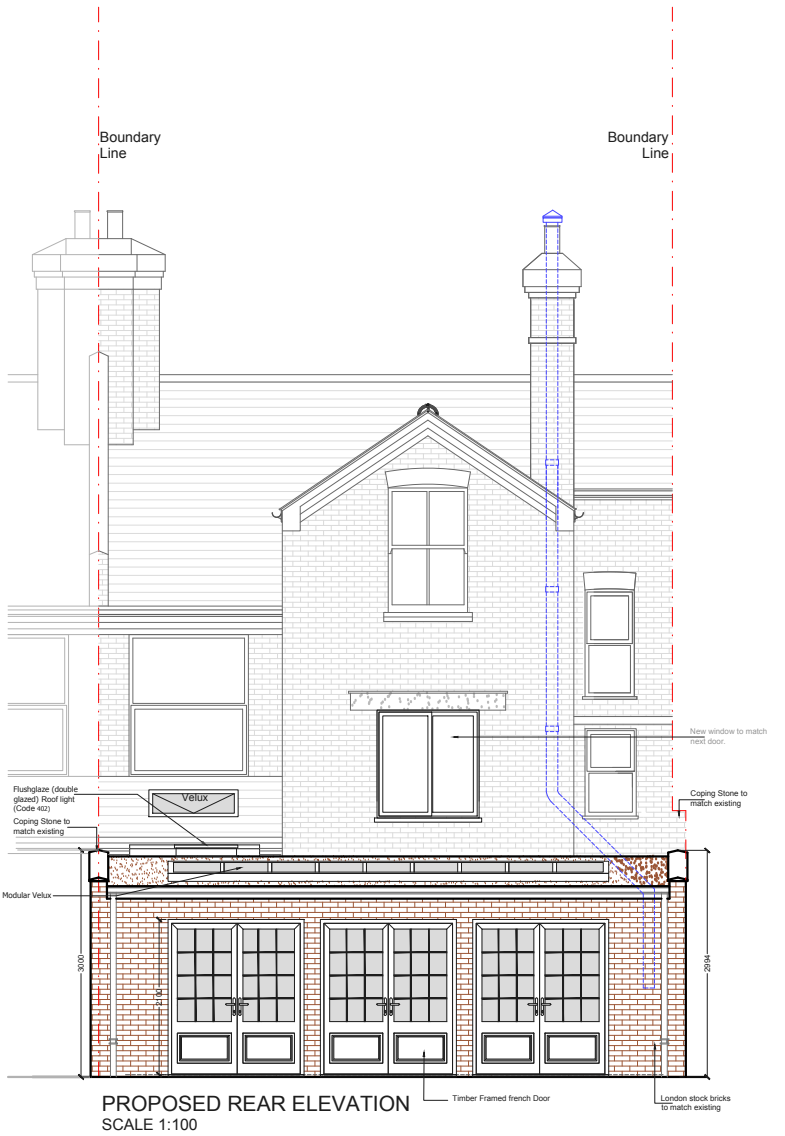 Boundary
Line
Boundary
Line
New window to match
next door.
Flushglaze (double
glazed) Roof light
(Code 402)
Velux
Coping Stone to
match existing
Coping Stone to
match existing
Modular Velux
3000
2100
2994
Timber Framed french Door
London stock bricks
to match existing
PROPOSED REAR ELEVATION
SCALE 1:100